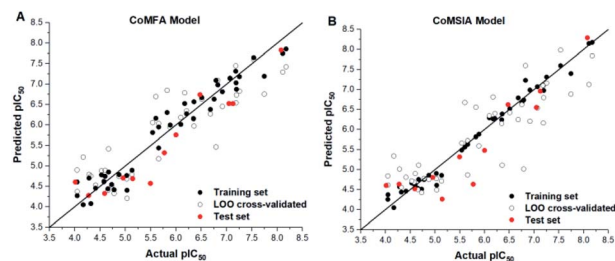 A
CoMFA Model
8.5
8.0
7.5
7.0
6.5
6.0
5.5
5.0
4.5
4.0
3.5
Predicted pIC50
3.5 4.0 4.5 5.0 5.5 6.0 6.5 7.0 7.5 8.0 8.5
Actual pIC50
Training set
LOO cross-validated
Test set
B
CoMSIA Model
8.5
8.0
7.5
7.0
6.5
6.0
5.5
5.0
4.5
4.0
3.5
Predicted pIC50
3.5 4.0 4.5 5.0 5.5 6.0 6.5 7.0 7.5 8.0 8.5
Actual pIC50
Training set
LOO cross-validated
Test set